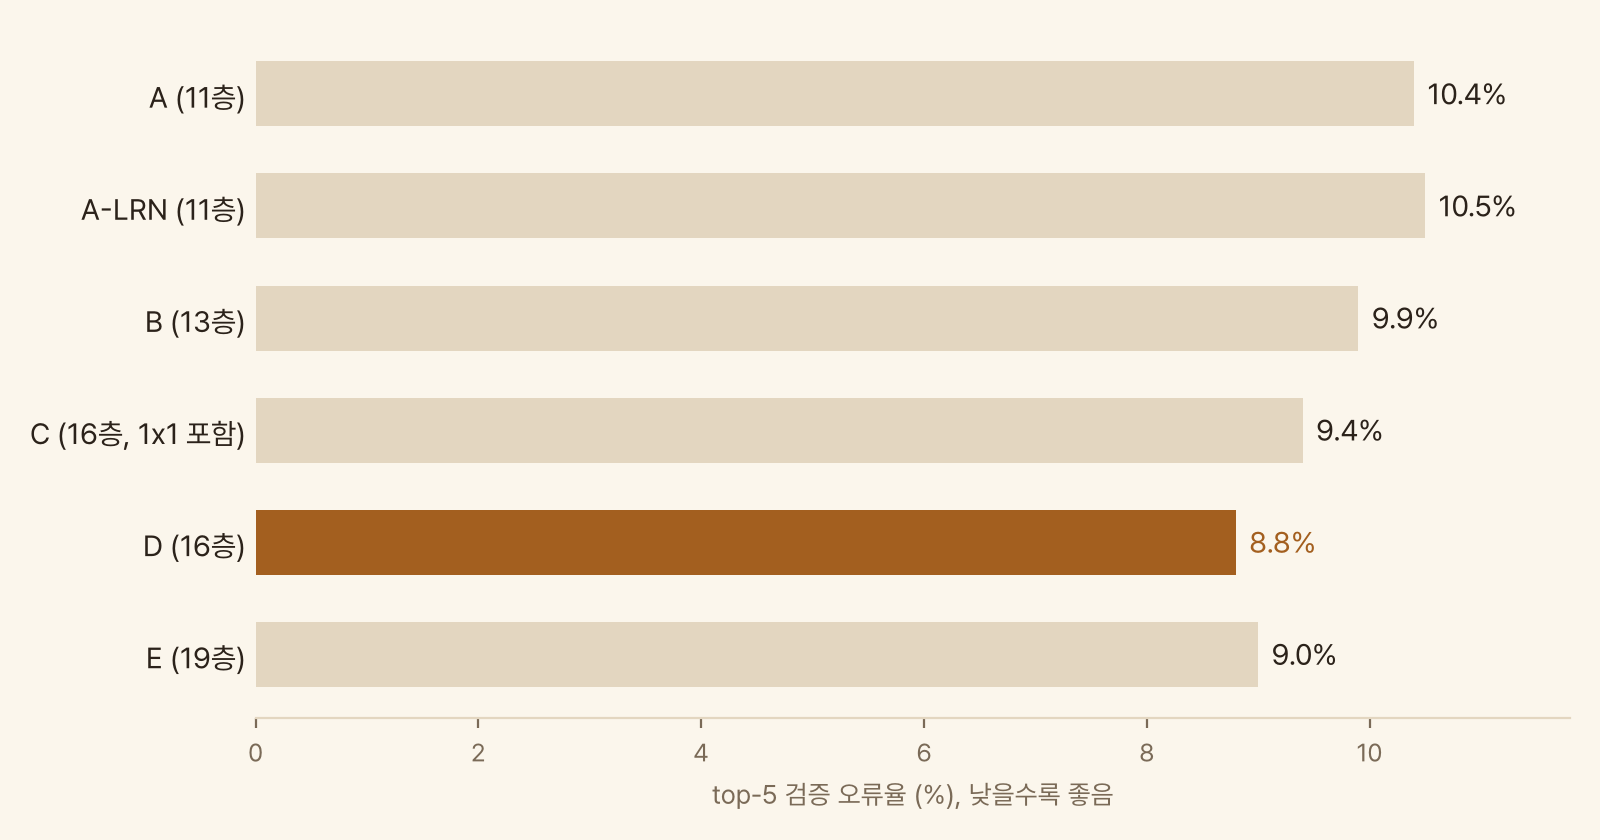 A (11층)
10.4%
A-LRN (11층)
10.5%
B (13층)
9.9%
C (16층, 1x1 포함)
9.4%
D (16층)
8.8%
E (19층)
9.0%
0 2 4 6 8 10
top-5 검증 오류율 (%), 낮을수록 좋음